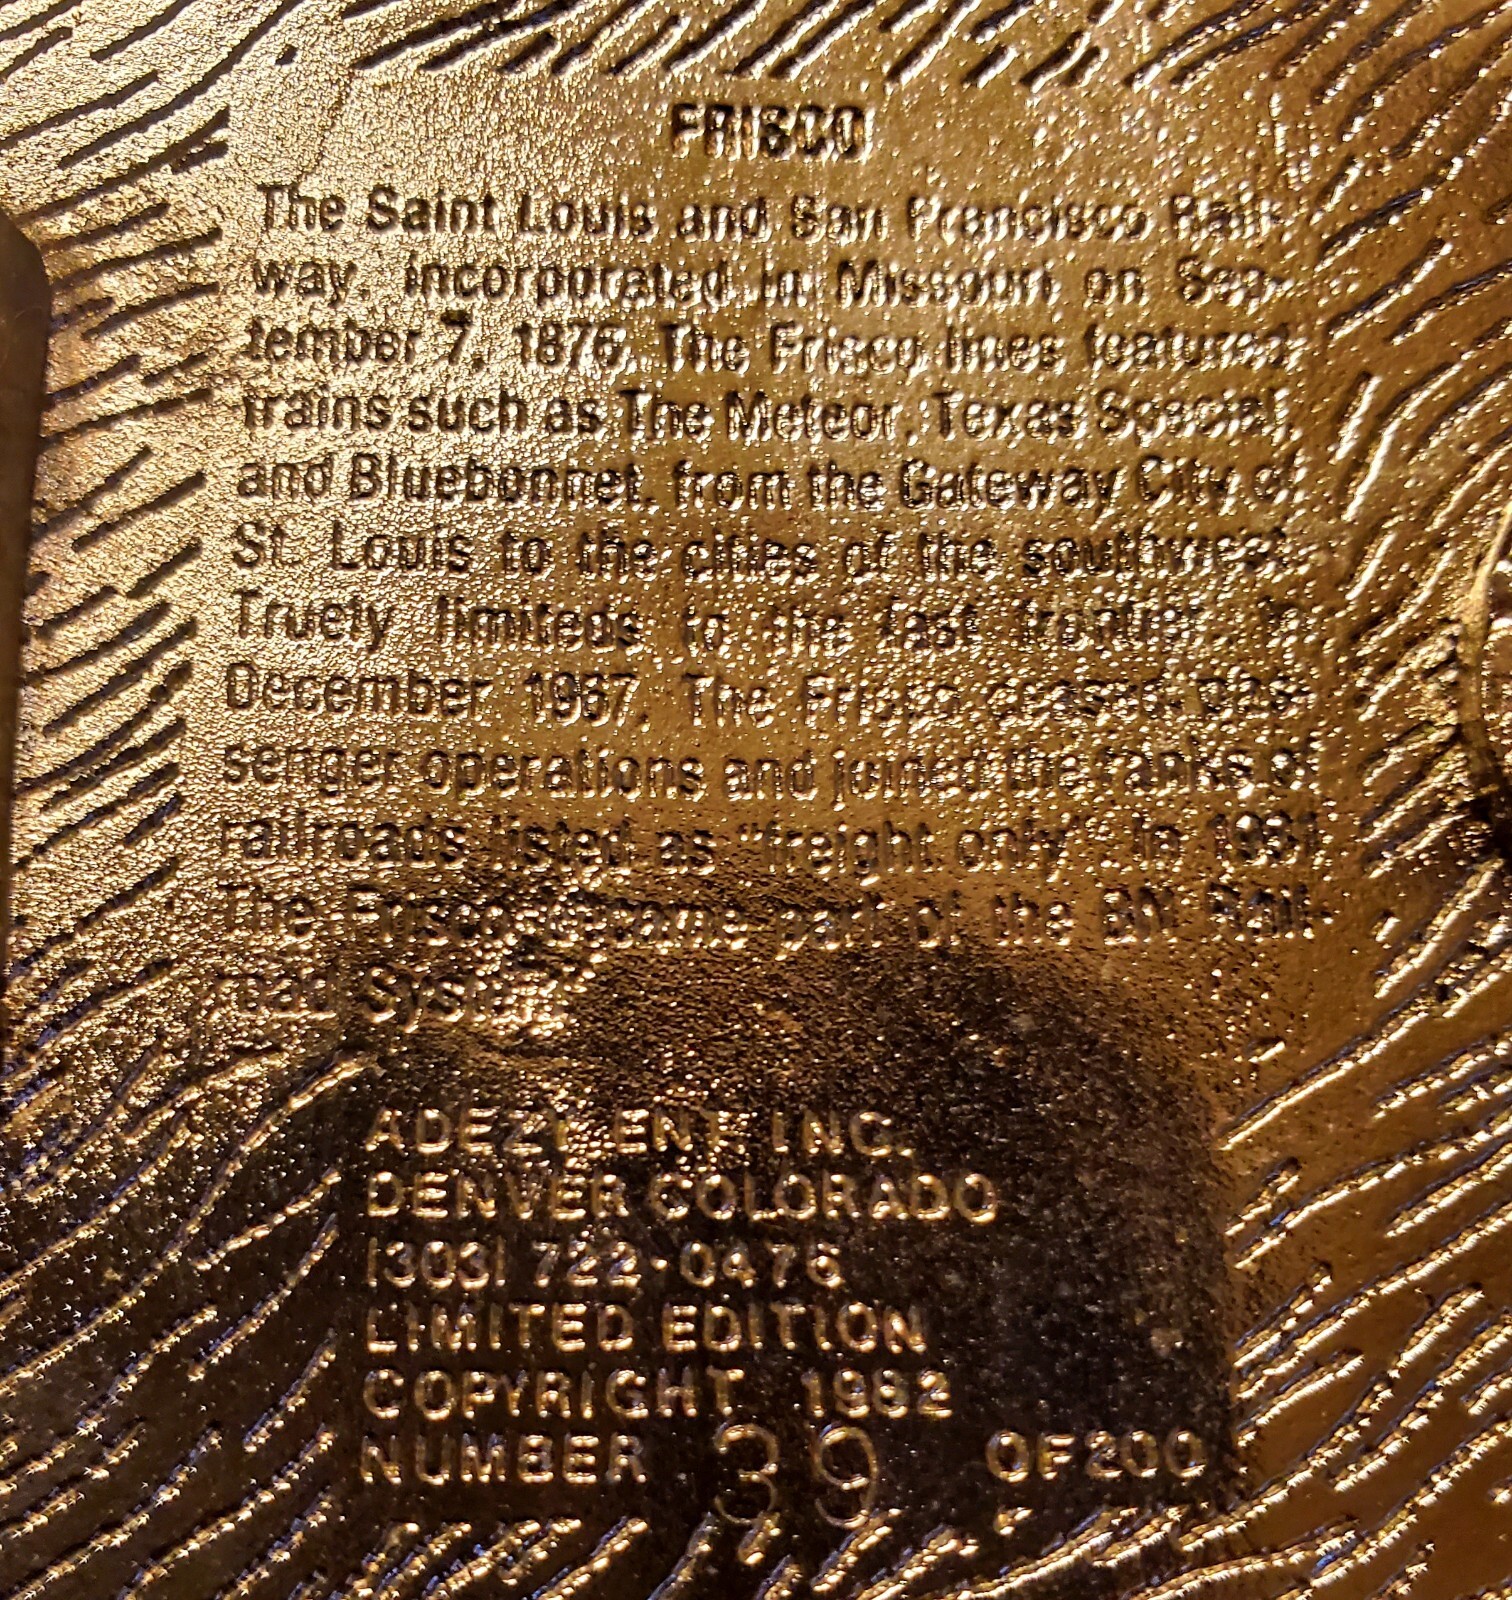 FRISCO
The Saint Louis and San Francisco Rail-
way, incorporated in Missouri on Sep-
tember 7, 1876. The Frisco lines featured
trains such as The Meteor, Texas Special,
and Bluebonnet, from the Gateway City of
St. Louis to the cities of the southwest.
Truely limiteds to the last frontier. In
December 1967, The Frisco ceased pas-
senger operations and joined the ranks of
railroads listed as "freight only". In 1981
The Frisco became part of the BN Rail-
road System.
ADEZY ENT. INC.
DENVER COLORADO
(303) 722-0476
LIMITED EDITION
COPYRIGHT 1982
NUMBER 39 OF 200